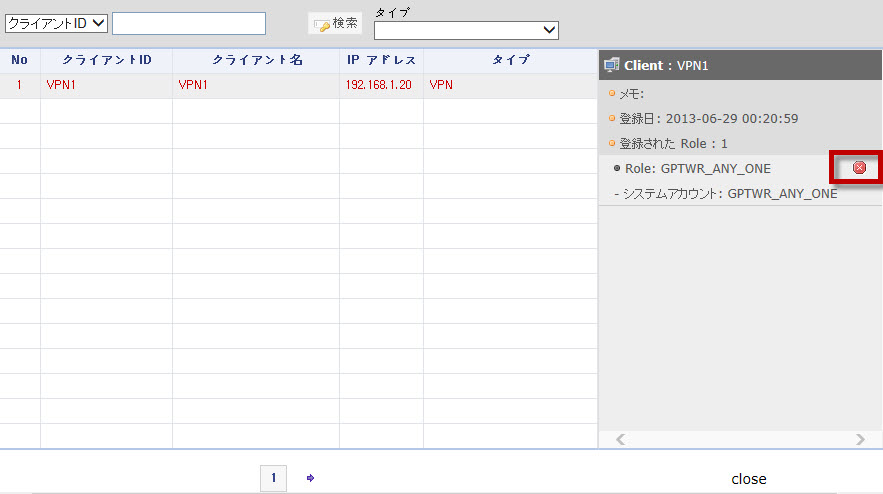 タイプ
クライアントID 検索
No クライアントID クライアント名 IP アドレス タイプ
1 VPN1 VPN1 192.168.1.20 VPN
Client : VPN1
メモ:
登録日: 2013-06-29 00:20:59
登録された Role : 1
Role: GPTWR_ANY_ONE
- システムアカウント: GPTWR_ANY_ONE
1
close